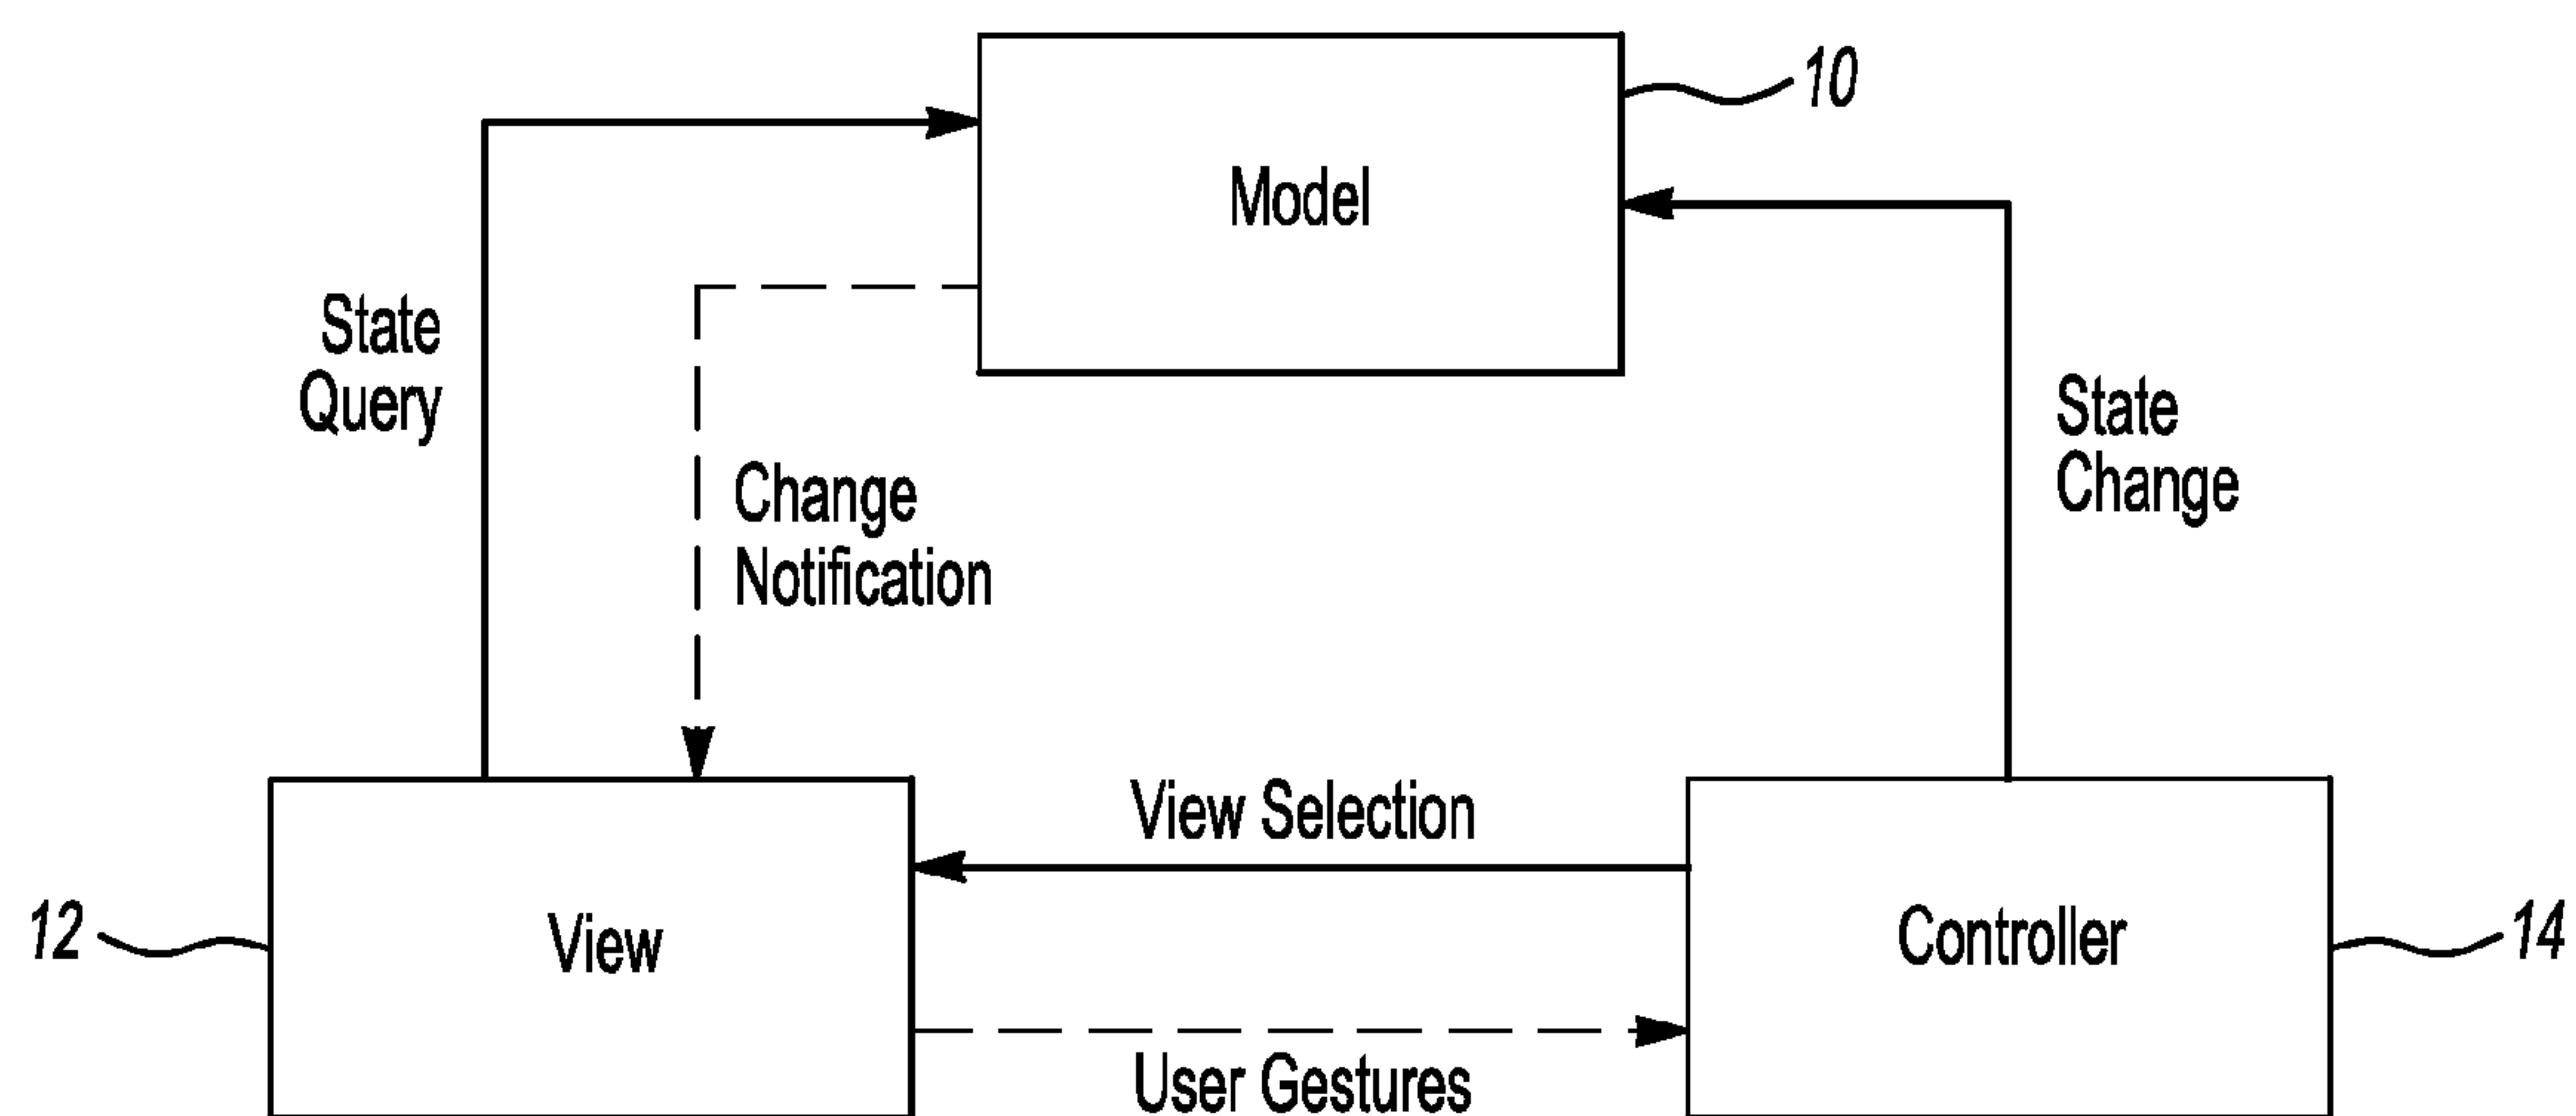 10
Model
State
Query
Change
Notification
State
Change
View Selection
12
View
Controller
14
User Gestures